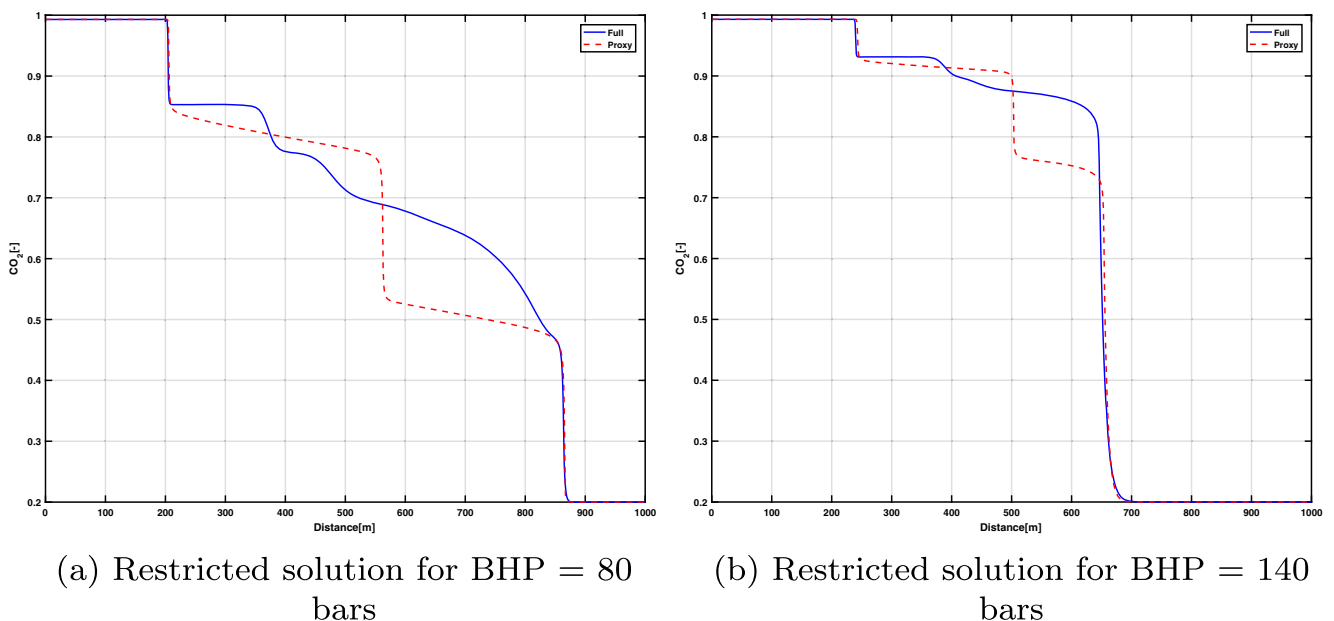 1
0.9
0.8
0.7
0.6
0.5
0.4
0.3
0.2
CO2[-]
0 100 200 300 400 500 600 700 800 900 1000
Distance[m]
Full
Proxy
(a) Restricted solution for BHP = 80
bars
1
0.9
0.8
0.7
0.6
0.5
0.4
0.3
0.2
CO2[-]
0 100 200 300 400 500 600 700 800 900 1000
Distance[m]
Full
Proxy
(b) Restricted solution for BHP = 140
bars